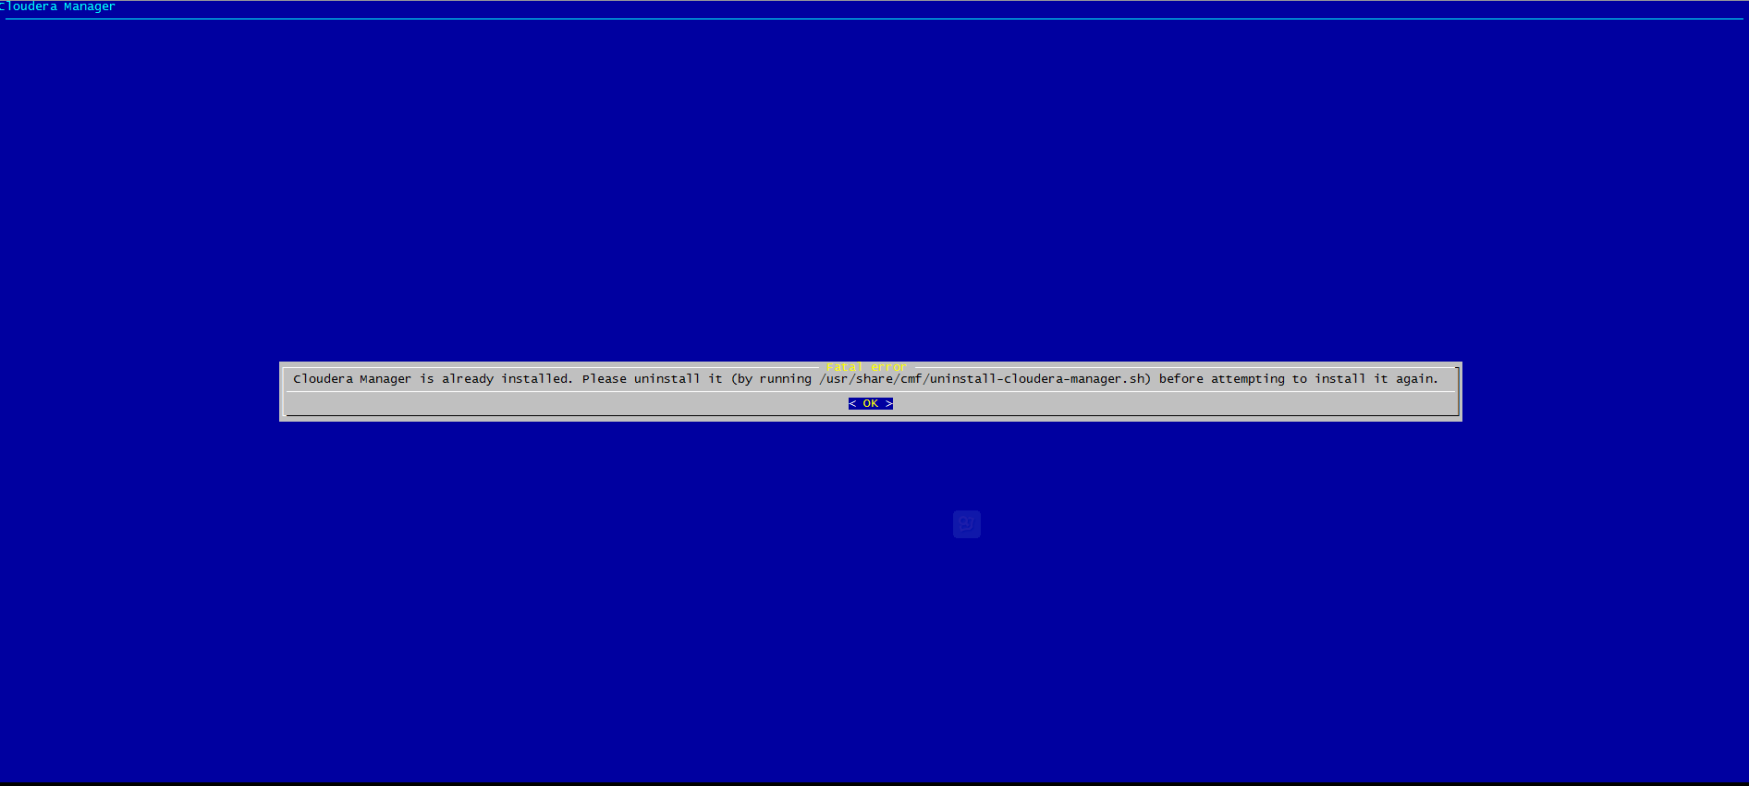 Cloudera Manager
Fatal error
Cloudera Manager is already installed. Please uninstall it (by running /usr/share/cmf/uninstall-cloudera-manager.sh) before attempting to install it again.
< OK >